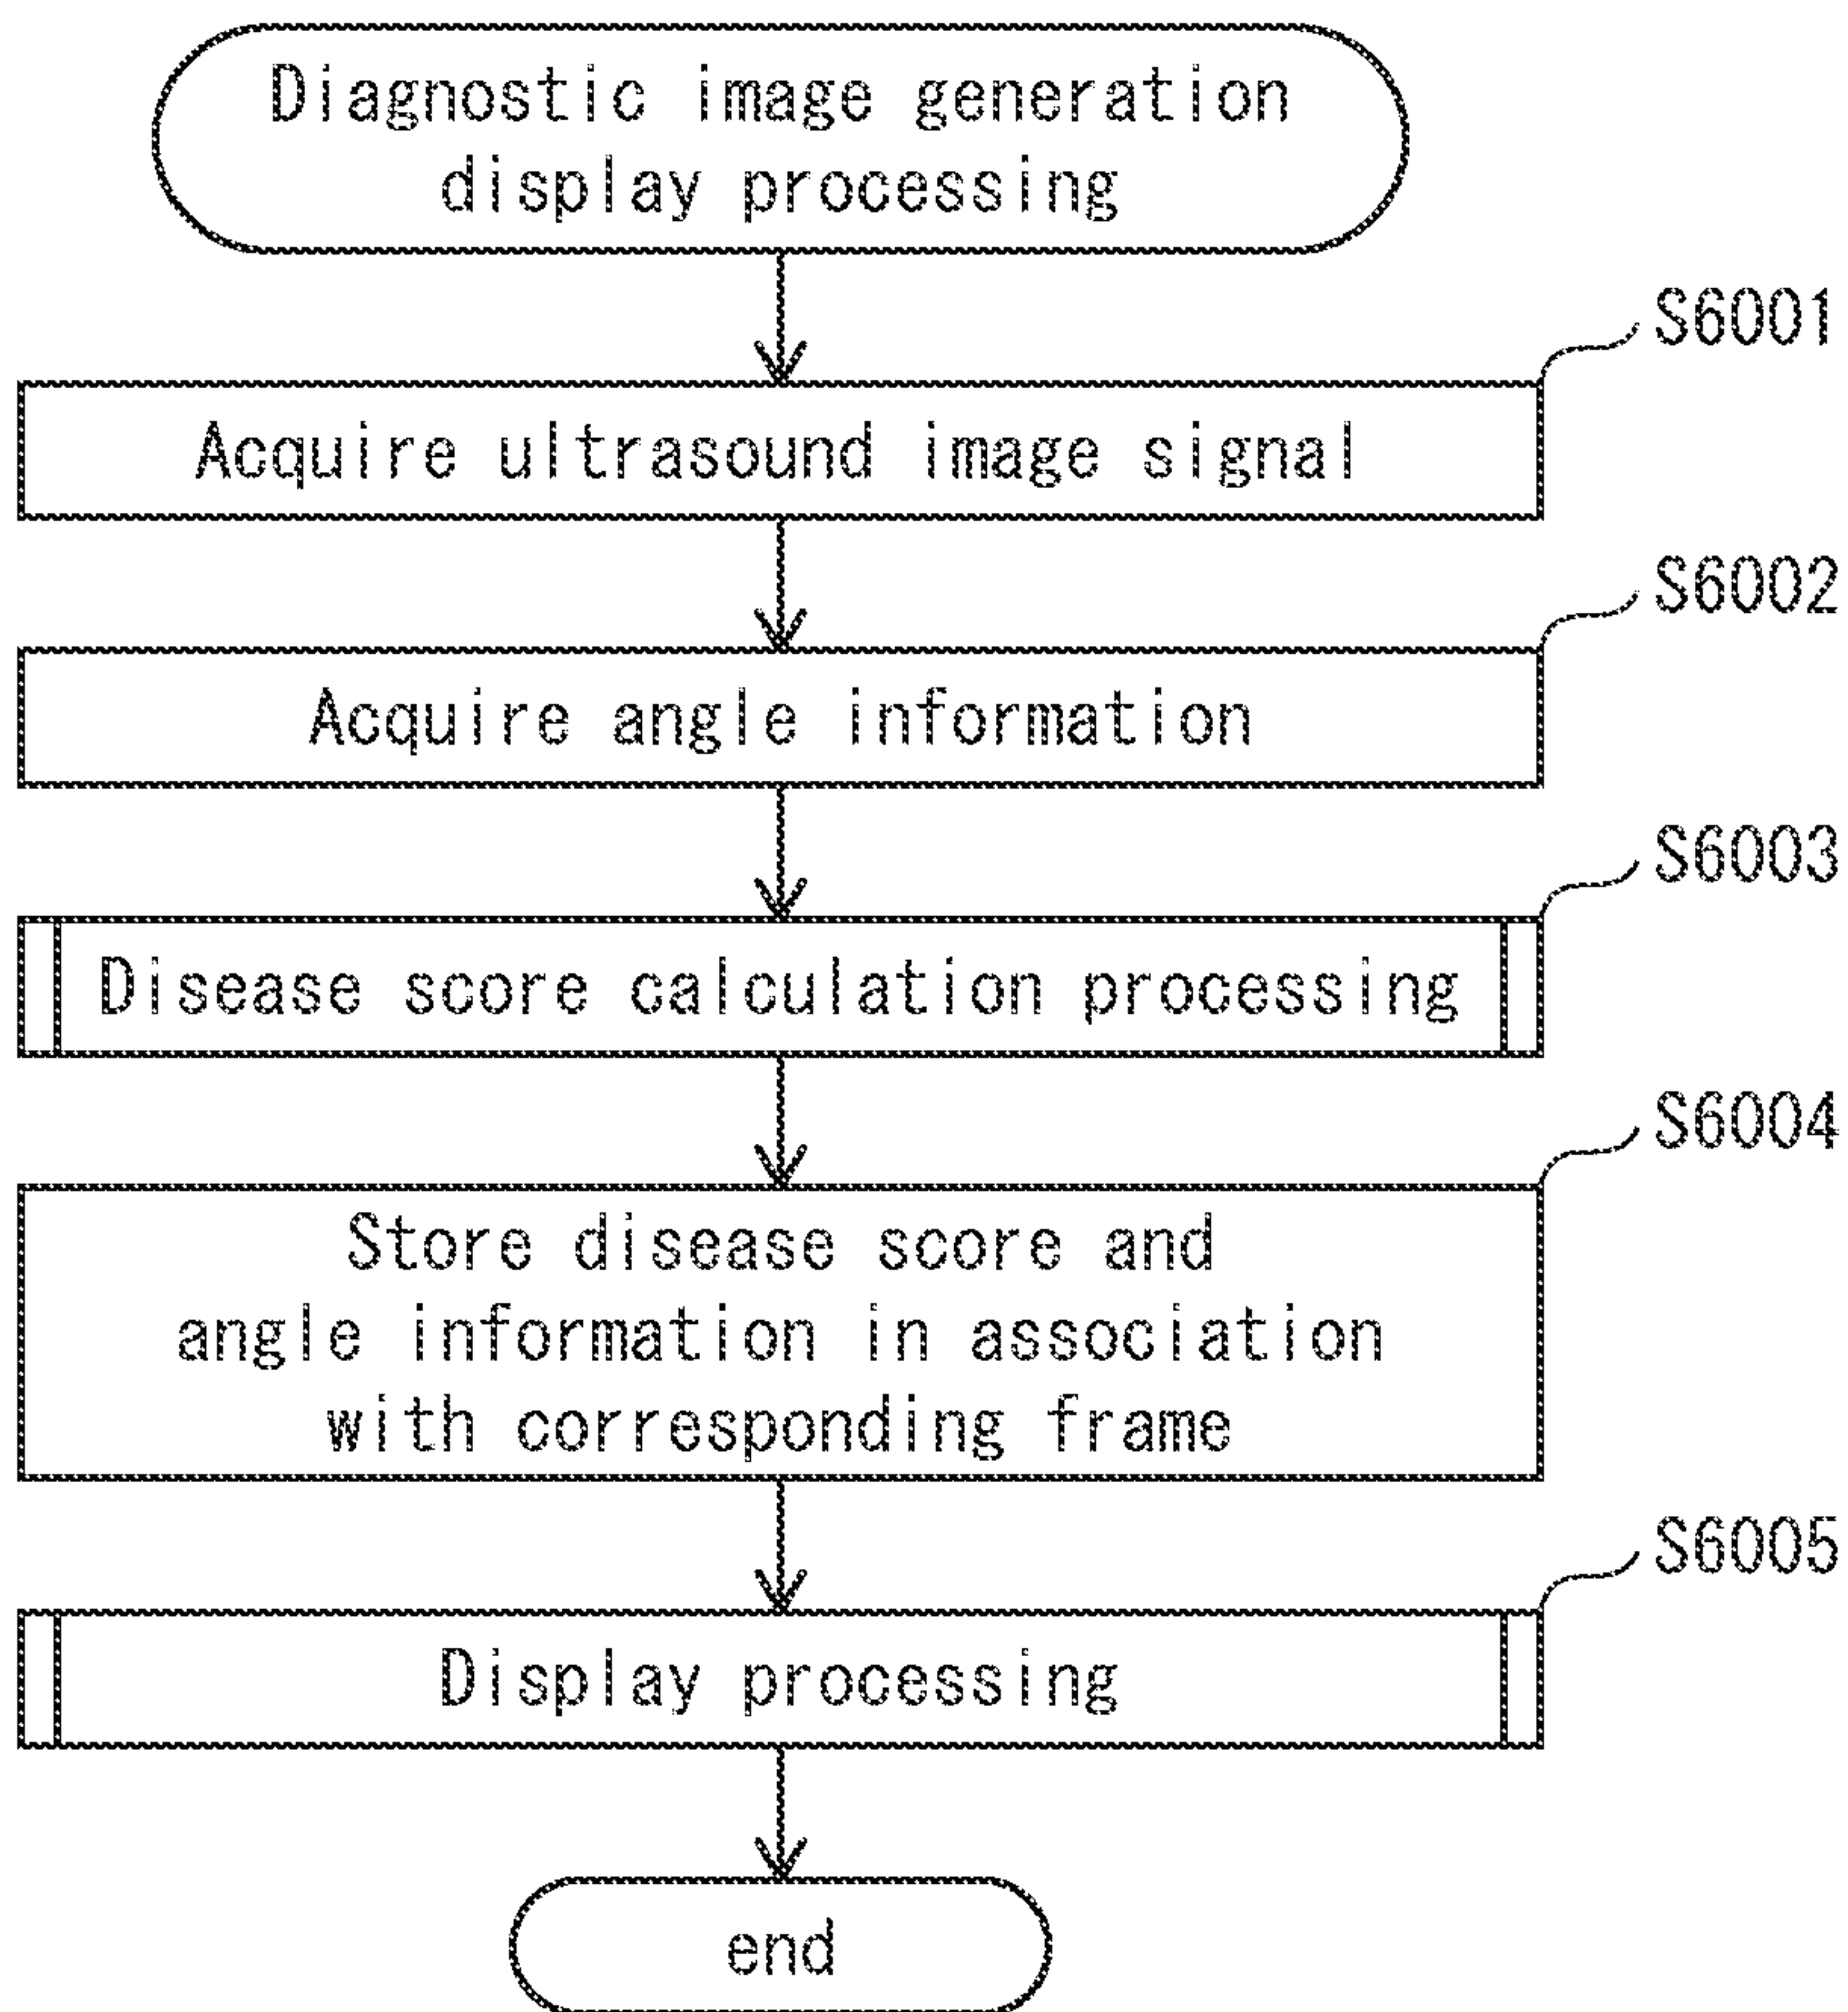 Diagnostic image generation
display processing
S6001
Acquire ultrasound image signal
S6002
Acquire angle information
S6003
Disease score calculation processing
S6004
Store disease score and
angle information in association
with corresponding frame
S6005
Display processing
end